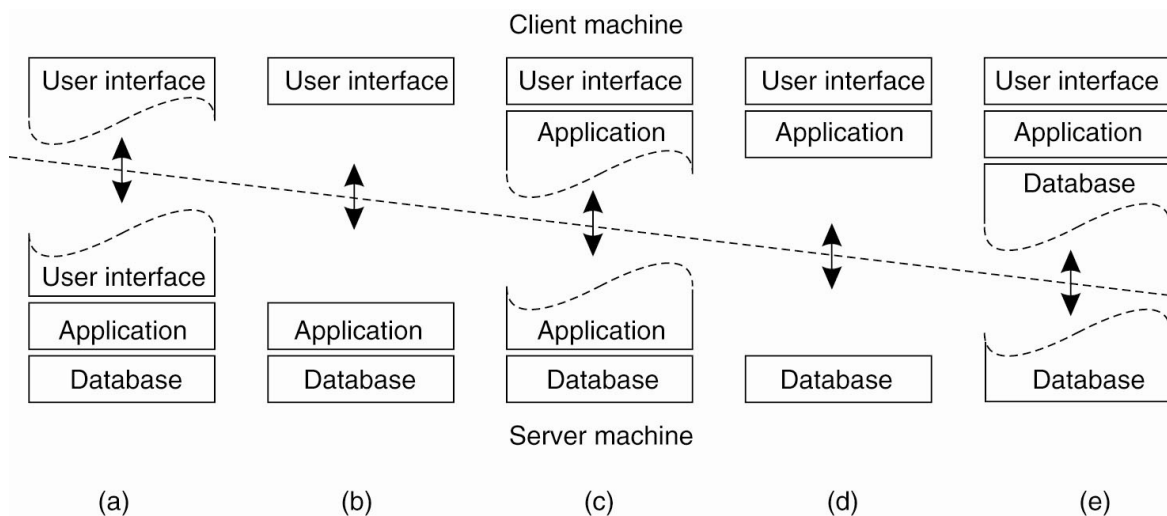 Client machine
User interface User interface User interface User interface User interface
Application Application Application
Database
User interface
Application Application Application
Database Database Database Database Database
Server machine
(a) (b) (c) (d) (e)